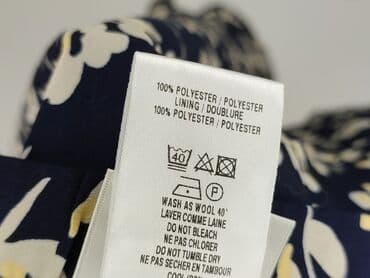 100% POLYESTER / POLYESTER
LINING / DOUBLURE
100% POLYESTER / POLYESTER
40
P
WASH AS WOOL 40°
LAVER COMME LAINE
DO NOT BLEACH
NE PAS CHLORER
DO NOT TUMBLE DRY
NE PAS SECHER EN TAMBOUR
COOL